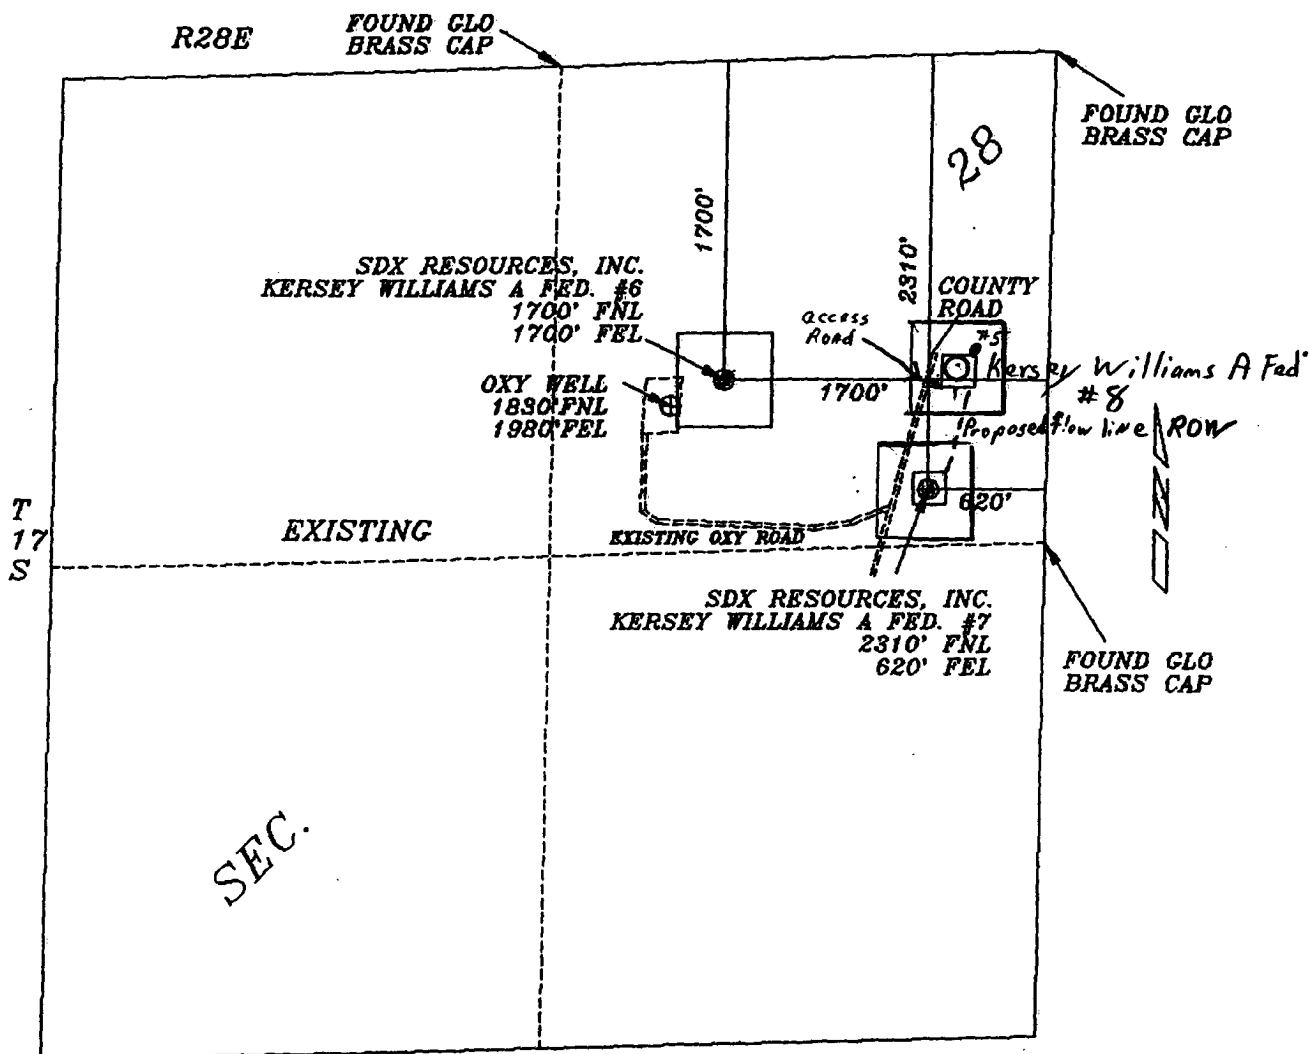 R28E
FOUND GLO
BRASS CAP
FOUND GLO
BRASS CAP
28
1700'
2310'
SDX RESOURCES, INC.
KERSEY WILLIAMS A FED. #6
1700' FNL
1700' FEL
COUNTY
ROAD
access
Road
#5
Kersey Williams A Fed
#8
OXY WELL
1830' FNL
1980' FEL
1700'
Proposed flow line ROW
N
620'
T
17
S
EXISTING
EXISTING OXY ROAD
SDX RESOURCES, INC.
KERSEY WILLIAMS A FED. #7
2310' FNL
620' FEL
FOUND GLO
BRASS CAP
SEC.